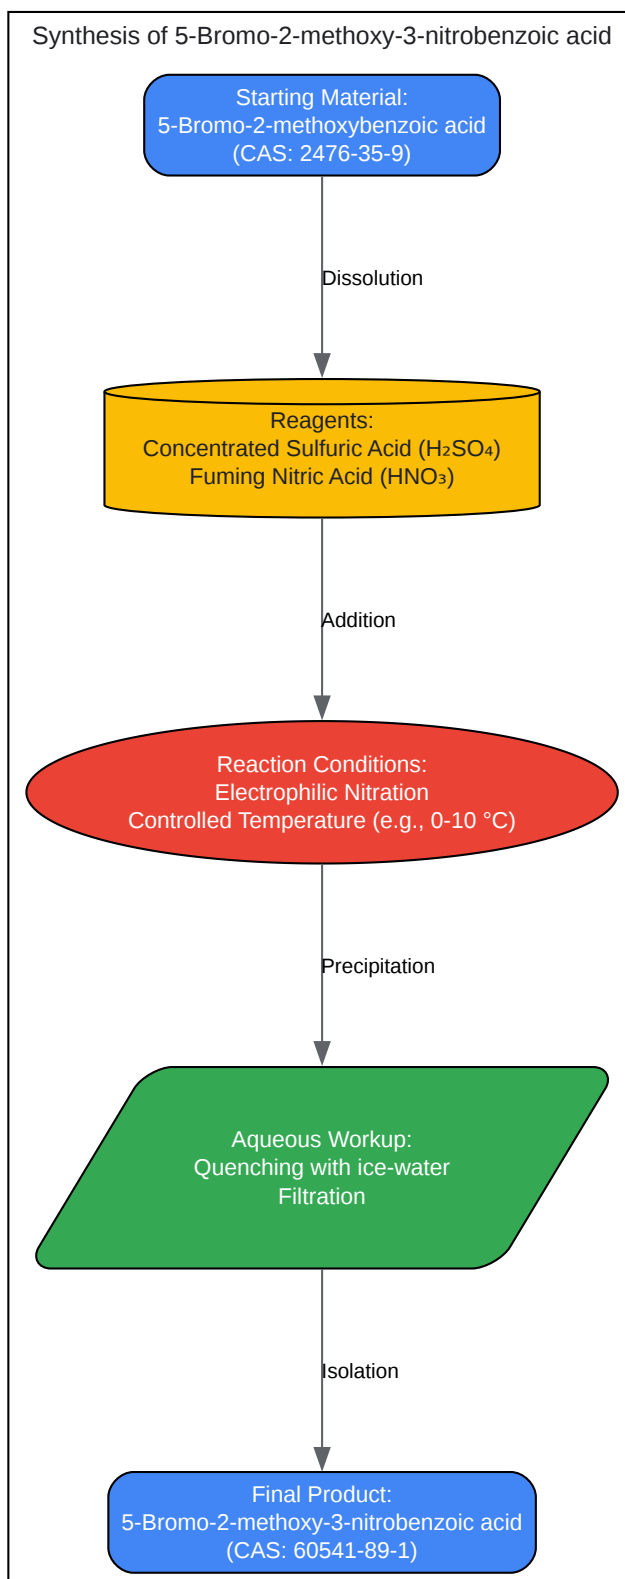 Synthesis of 5-Bromo-2-methoxy-3-nitrobenzoic acid
Starting Material:
5-Bromo-2-methoxybenzoic acid
(CAS: 2476-35-9)
Dissolution
Reagents:
Concentrated Sulfuric Acid (H₂SO₄)
Fuming Nitric Acid (HNO₃)
Addition
Reaction Conditions:
Electrophilic Nitration
Controlled Temperature (e.g., 0-10 °C)
Precipitation
Aqueous Workup:
Quenching with ice-water
Filtration
Isolation
Final Product:
5-Bromo-2-methoxy-3-nitrobenzoic acid
(CAS: 60541-89-1)